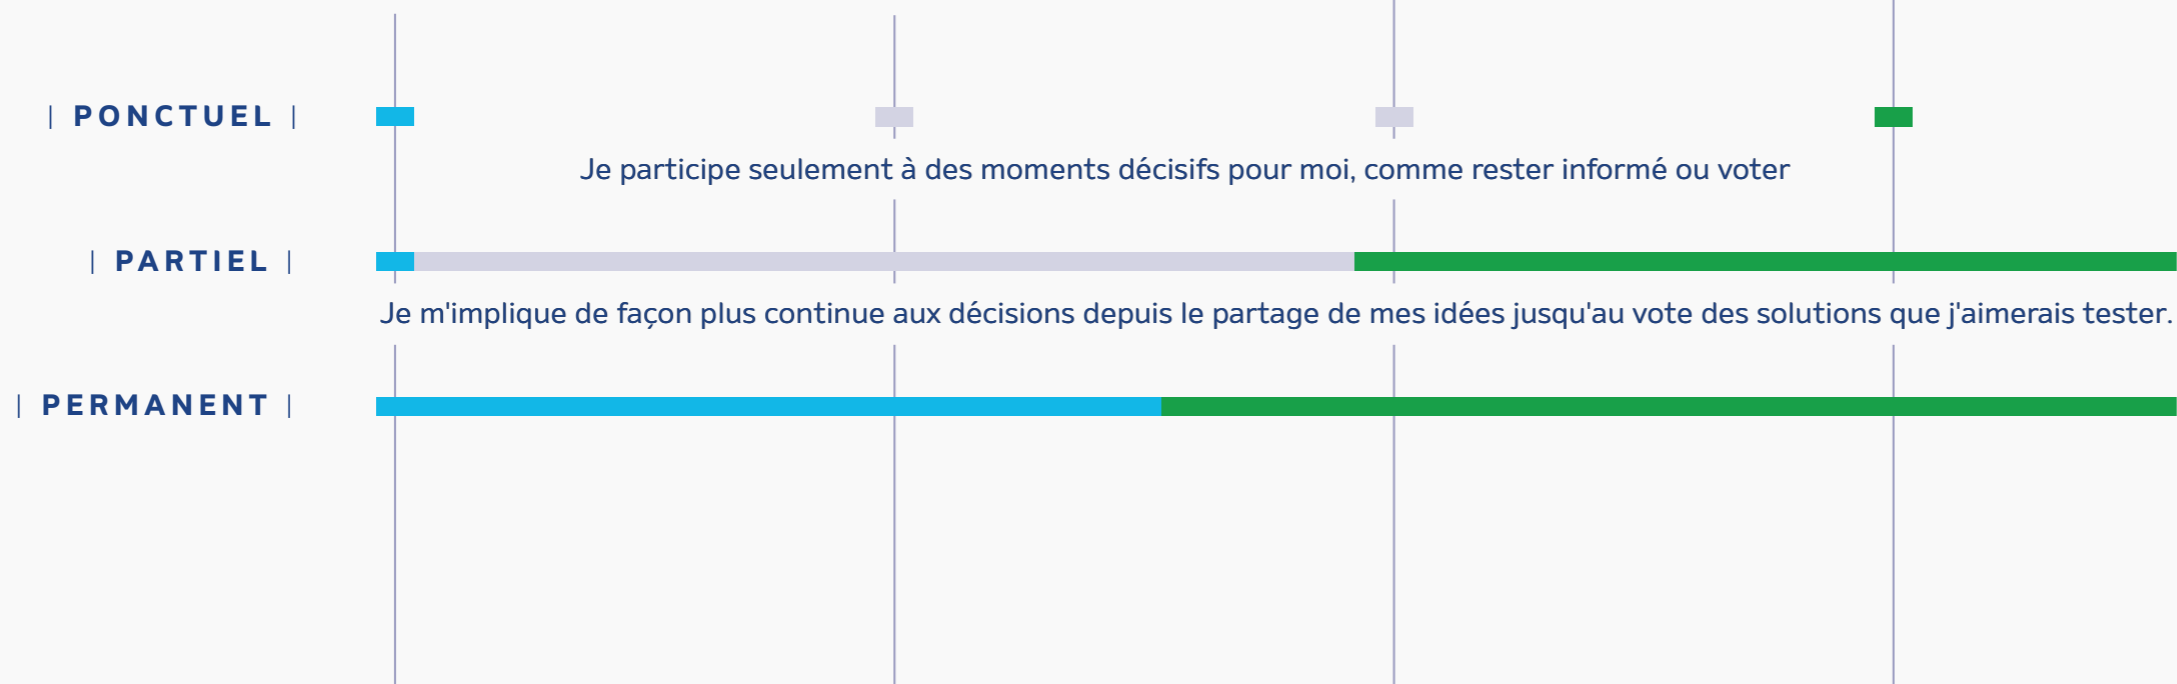 | PONCTUEL |
Je participe seulement à des moments décisifs pour moi, comme rester informé ou voter
| PARTIEL |
Je m'implique de façon plus continue aux décisions depuis le partage de mes idées jusqu'au vote des solutions que j'aimerais tester.
| PERMANENT |